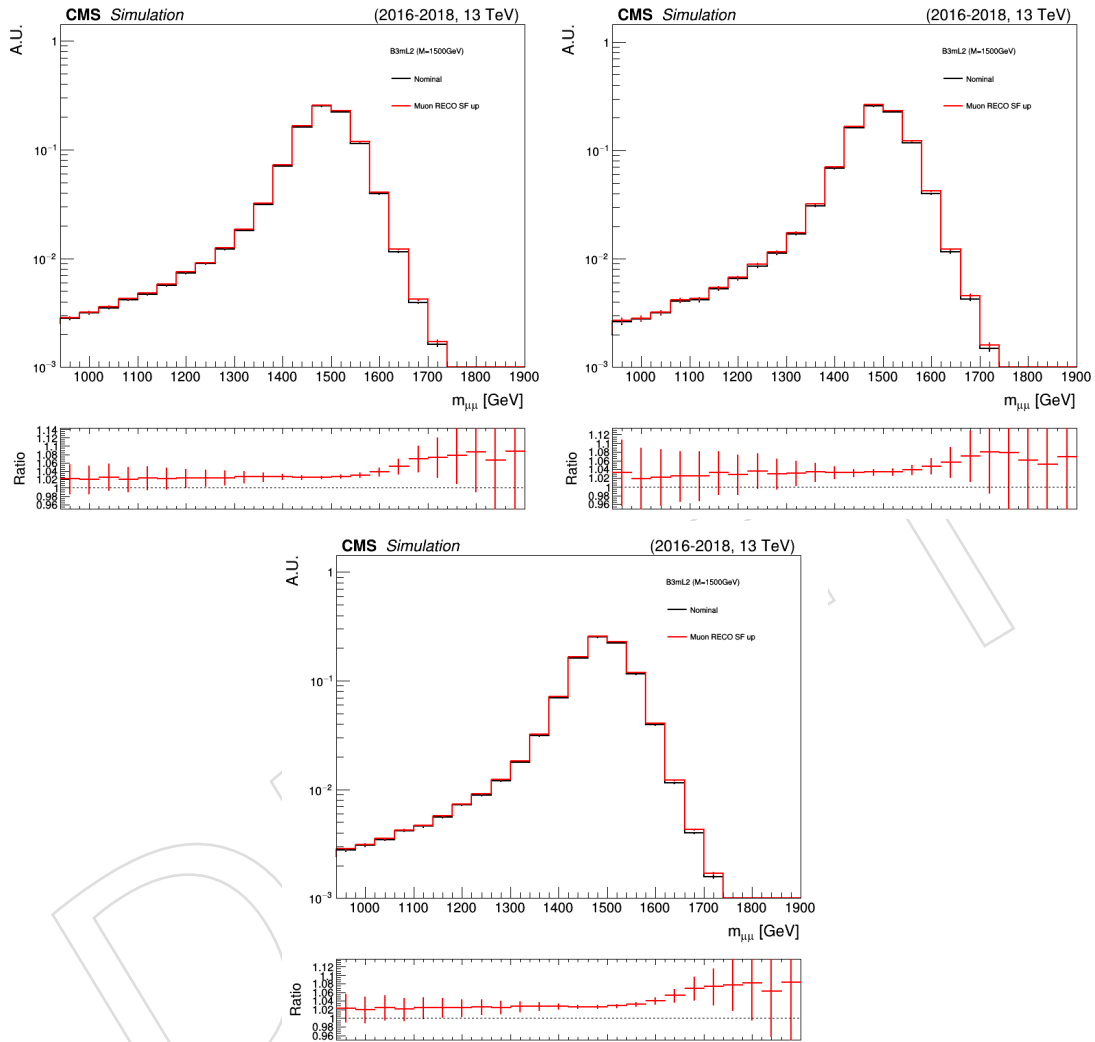 CMS Simulation (2016-2018, 13 TeV)
A.U.
B3mL2 (M=1500GeV)
Nominal
Muon RECO SF up
1
10⁻¹
10⁻²
10⁻³
1000 1100 1200 1300 1400 1500 1600 1700 1800 1900
mμμ [GeV]
Ratio
1.14
1.12
1.1
1.08
1.06
1.04
1.02
1
0.98
0.96
CMS Simulation (2016-2018, 13 TeV)
A.U.
B3mL2 (M=1500GeV)
Nominal
Muon RECO SF up
1
10⁻¹
10⁻²
10⁻³
1000 1100 1200 1300 1400 1500 1600 1700 1800 1900
mμμ [GeV]
Ratio
1.12
1.1
1.08
1.06
1.04
1.02
1
0.98
0.96
CMS Simulation (2016-2018, 13 TeV)
A.U.
B3mL2 (M=1500GeV)
Nominal
Muon RECO SF up
1
10⁻¹
10⁻²
10⁻³
1000 1100 1200 1300 1400 1500 1600 1700 1800 1900
mμμ [GeV]
Ratio
1.12
1.1
1.08
1.06
1.04
1.02
1
0.98
0.96